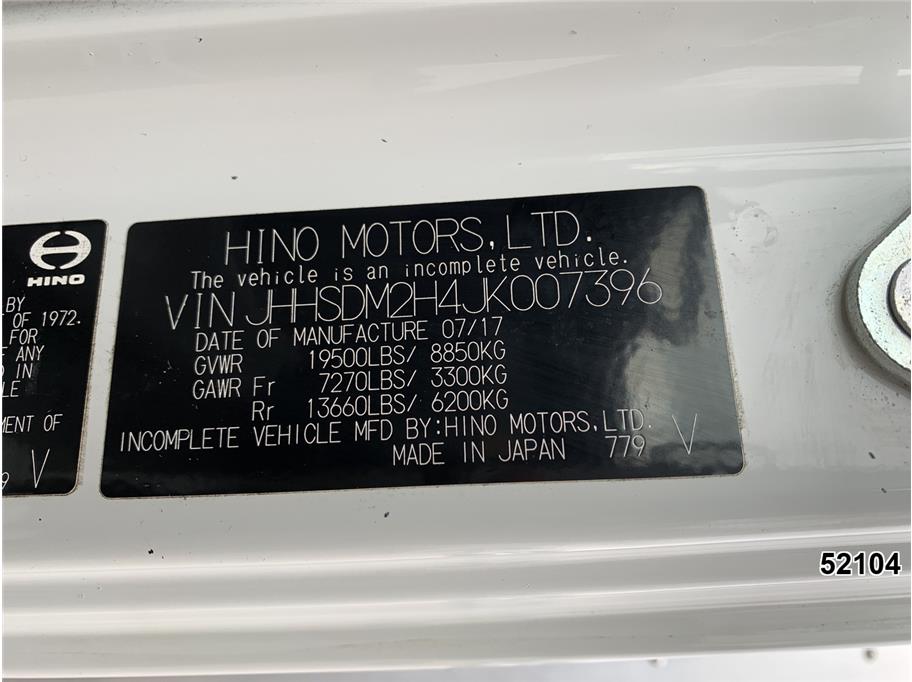 HINO
BY
OF 1972.
FOR
OF ANY
D IN
LE
MENT OF
9 V
HINO MOTORS, LTD.
The vehicle is an incomplete vehicle.
VIN JHHSDM2H4JK007396
DATE OF MANUFACTURE 07/17
GVWR 19500LBS/ 8850KG
GAWR Fr 7270LBS/ 3300KG
Rr 13660LBS/ 6200KG
INCOMPLETE VEHICLE MFD BY:HINO MOTORS,LTD.
MADE IN JAPAN 779 V
52104